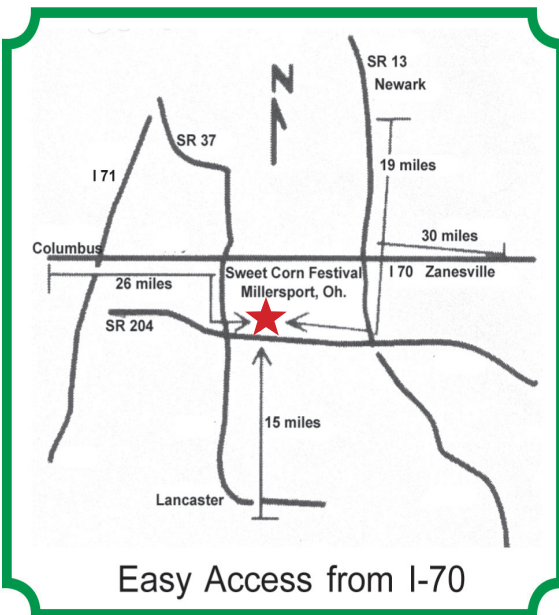 N
SR 13
Newark
SR 37
19 miles
I 71
30 miles
Columbus
26 miles
Sweet Corn Festival
Millersport, Oh.
I 70 Zanesville
SR 204
15 miles
Lancaster
Easy Access from I-70